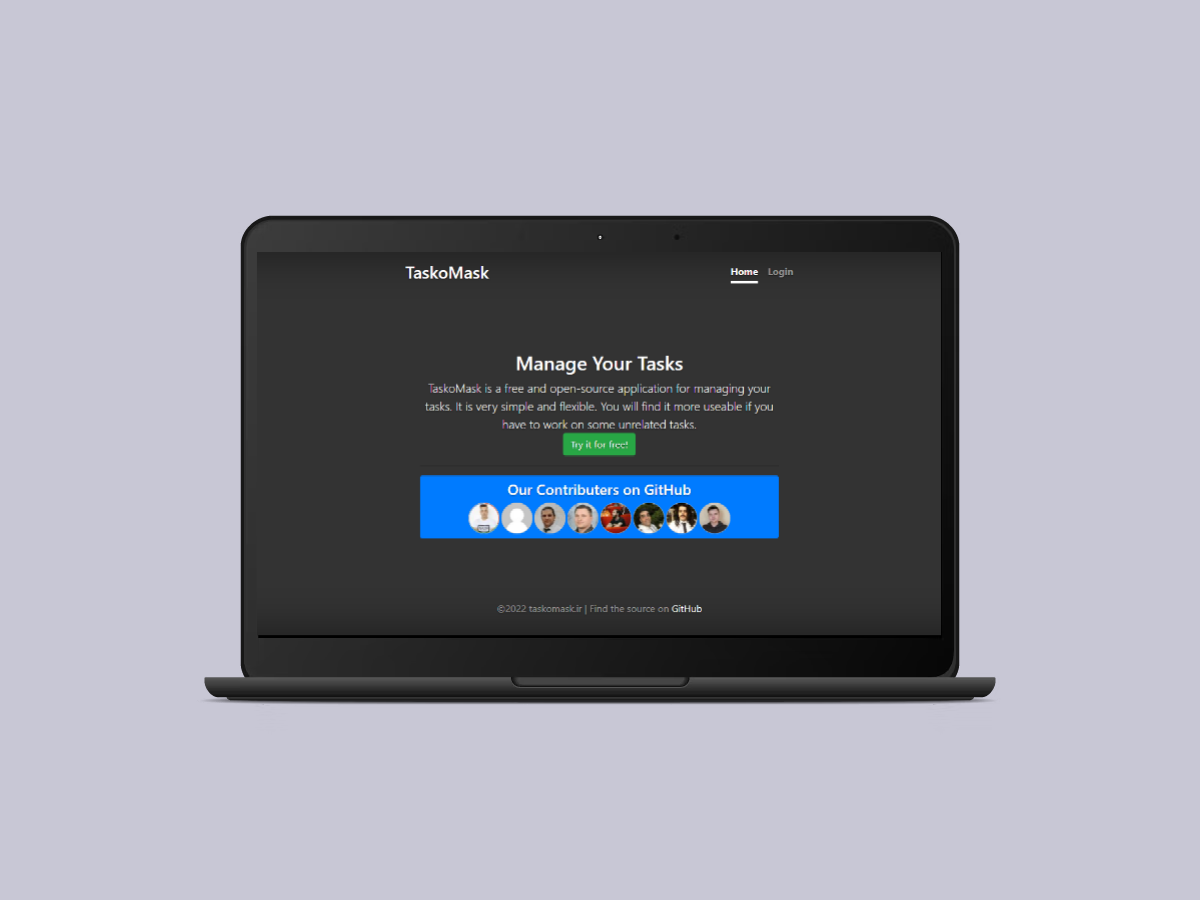 TaskoMask
Home Login
Manage Your Tasks
TaskoMask is a free and open-source application for managing your
tasks. It is very simple and flexible. You will find it more useable if you
have to work on some unrelated tasks.
Try it for free!
Our Contributers on GitHub
©2022 taskomask.ir | Find the source on GitHub